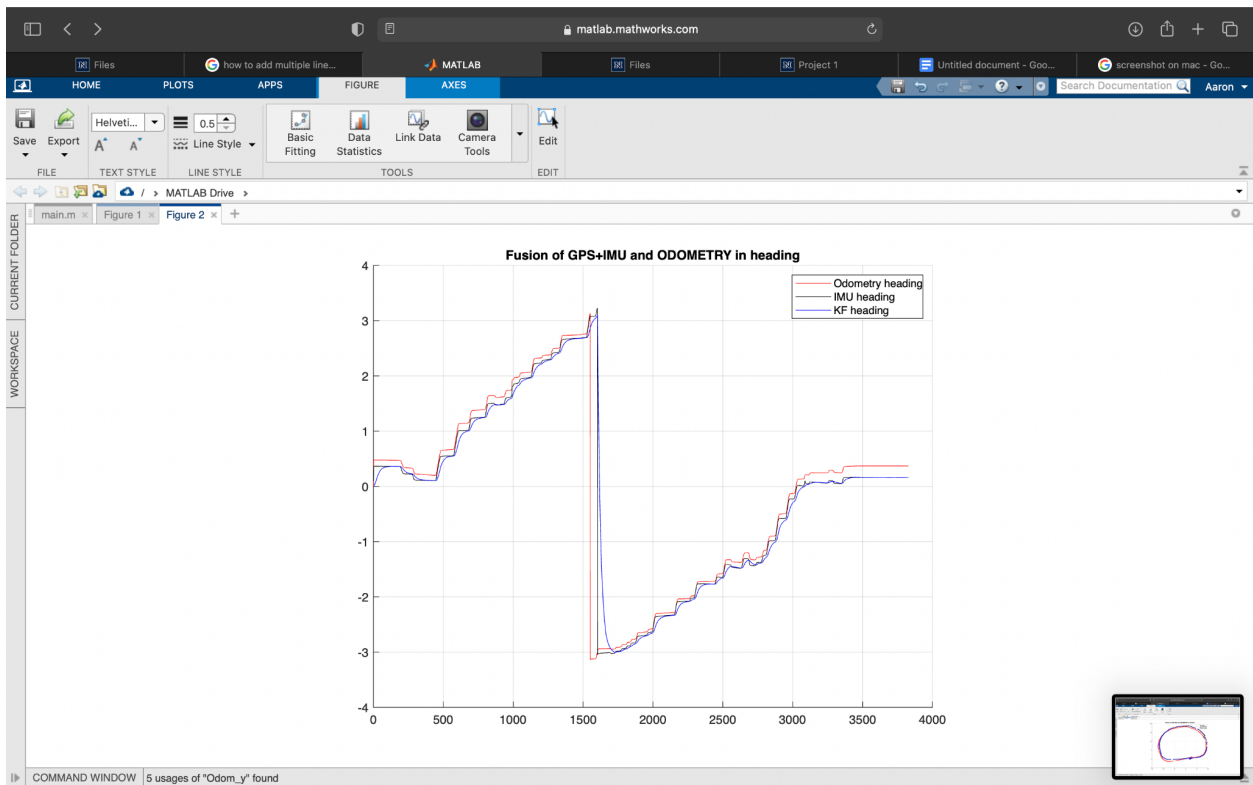 matlab.mathworks.com
Files
how to add multiple line...
MATLAB
Files
Project 1
Untitled document - Goo...
screenshot on mac - Go...
HOME PLOTS APPS FIGURE AXES
Search Documentation Aaron
Save Export
Helveti...
0.5
A A
Line Style
Basic Fitting
Data Statistics
Link Data
Camera Tools
Edit
FILE TEXT STYLE LINE STYLE TOOLS EDIT
/ › MATLAB Drive ›
CURRENT FOLDER
WORKSPACE
main.m × Figure 1 × Figure 2 × +
Fusion of GPS+IMU and ODOMETRY in heading
Odometry heading
IMU heading
KF heading
4
3
2
1
0
-1
-2
-3
-4
0 500 1000 1500 2000 2500 3000 3500 4000
COMMAND WINDOW 5 usages of "Odom_y" found